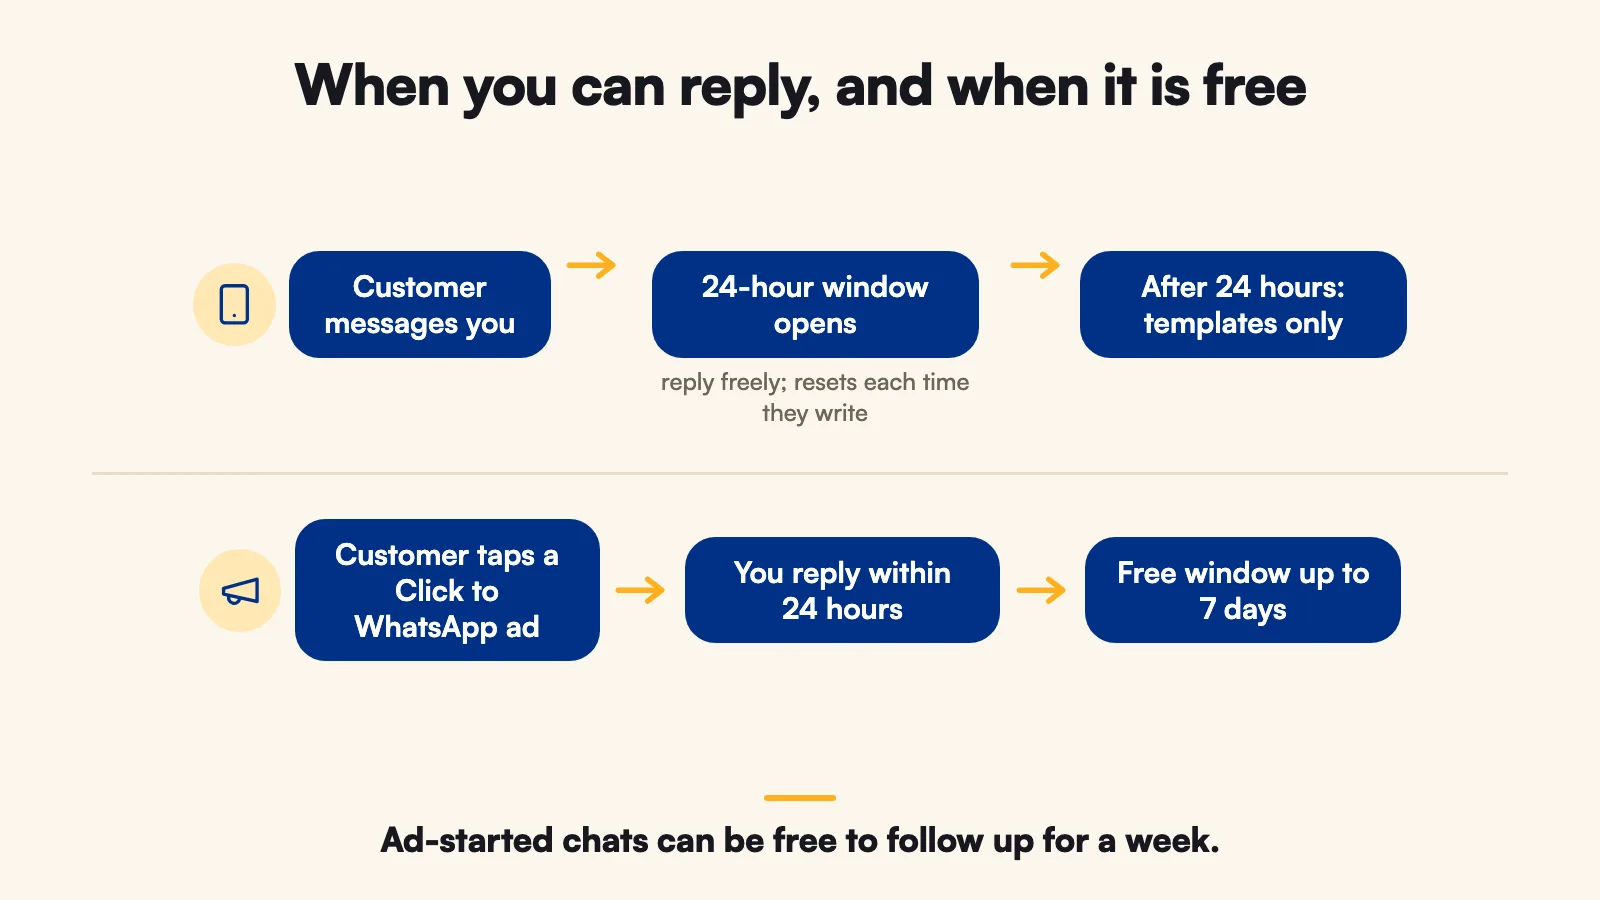 When you can reply, and when it is free
Customer
messages you
24-hour window
opens
reply freely; resets each time
they write
After 24 hours:
templates only
Customer taps a
Click to
WhatsApp ad
You reply within
24 hours
Free window up to
7 days
Ad-started chats can be free to follow up for a week.